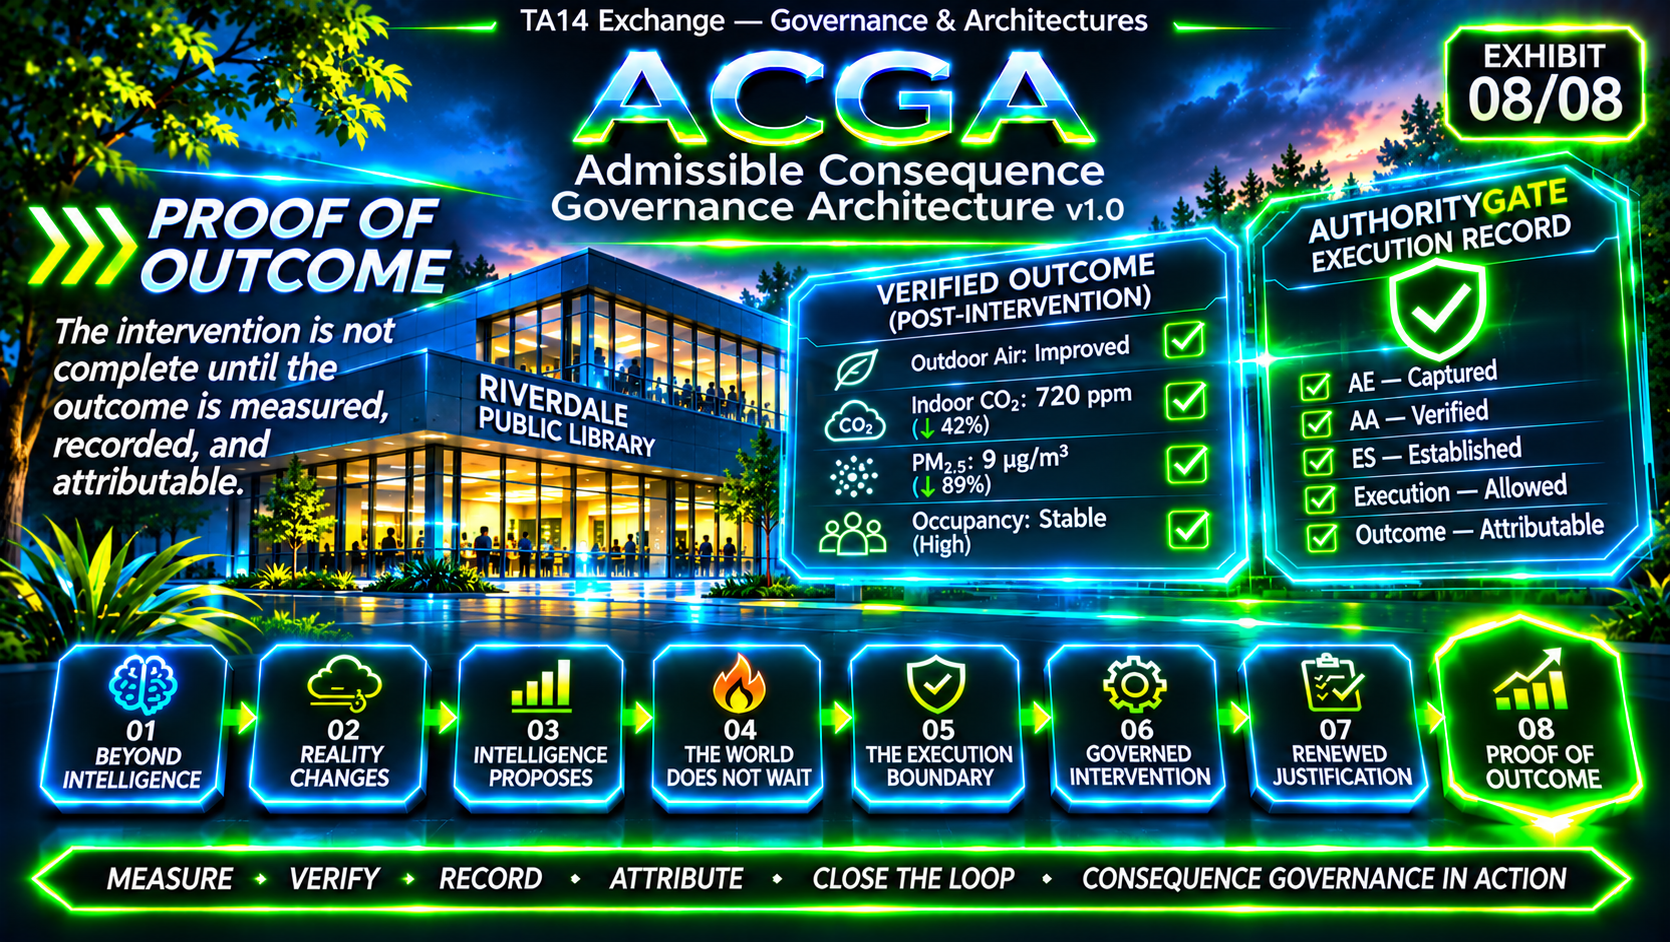 TA14 Exchange — Governance & Architectures
ACGA
Admissible Consequence
Governance Architecture v1.0
EXHIBIT
08/08
PROOF OF
OUTCOME
The intervention is not
complete until the
outcome is measured,
recorded, and
attributable.
RIVERDALE
PUBLIC LIBRARY
VERIFIED OUTCOME
(POST-INTERVENTION)
Outdoor Air: Improved
CO₂
Indoor CO₂: 720 ppm
(↓ 42%)
PM₂.₅: 9 µg/m³
(↓ 89%)
Occupancy: Stable
(High)
AUTHORITYGATE
EXECUTION RECORD
AE — Captured
AA — Verified
ES — Established
Execution — Allowed
Outcome — Attributable
01
BEYOND
INTELLIGENCE
02
REALITY
CHANGES
03
INTELLIGENCE
PROPOSES
04
THE WORLD
DOES NOT WAIT
05
THE EXECUTION
BOUNDARY
06
GOVERNED
INTERVENTION
07
RENEWED
JUSTIFICATION
08
PROOF OF
OUTCOME
MEASURE • VERIFY • RECORD • ATTRIBUTE • CLOSE THE LOOP • CONSEQUENCE GOVERNANCE IN ACTION